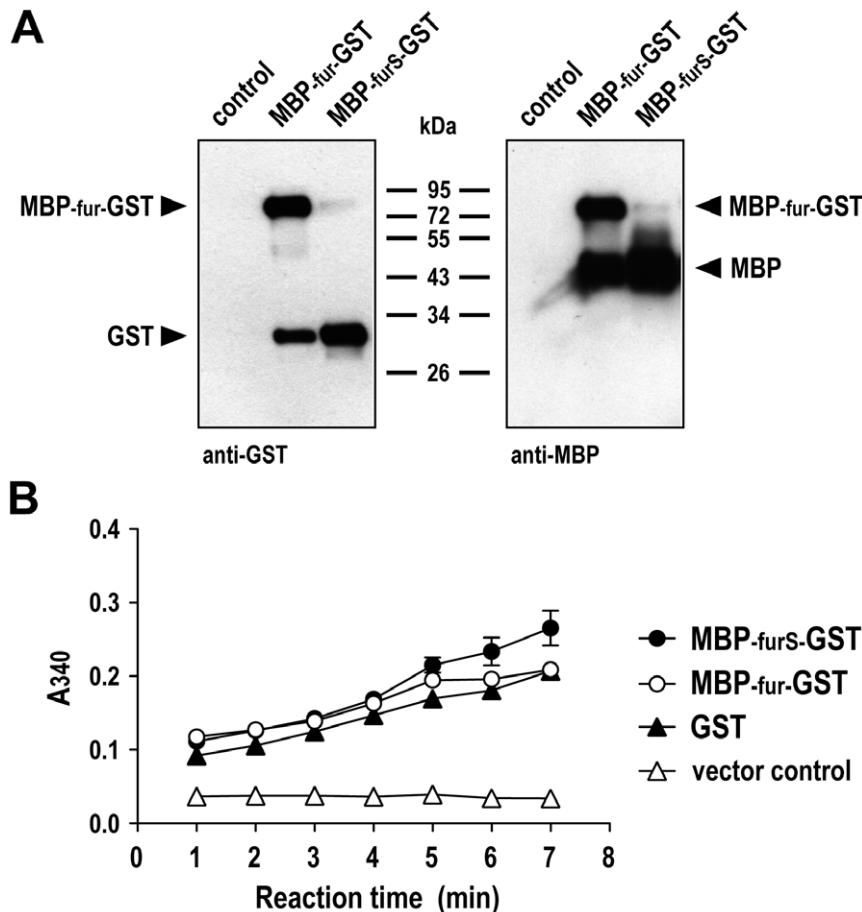 A
control
MBP-fur-GST
MBP-furS-GST
kDa
control
MBP-fur-GST
MBP-furS-GST
MBP-fur-GST
GST
95
72
55
43
34
26
MBP-fur-GST
MBP
anti-GST
anti-MBP
B
A340
0.4
0.3
0.2
0.1
0.0
0 1 2 3 4 5 6 7 8
Reaction time (min)
MBP-furS-GST
MBP-fur-GST
GST
vector control